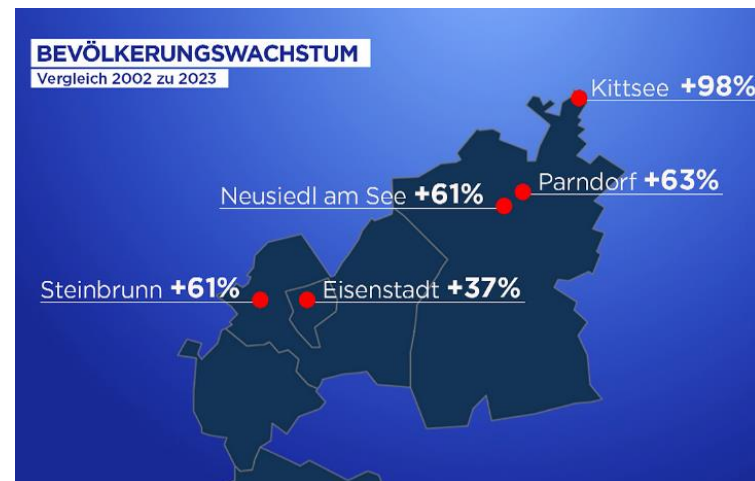 BEVÖLKERUNGSWACHSTUM
Vergleich 2002 zu 2023
Kittsee +98%
Parndorf +63%
Neusiedl am See +61%
Steinbrunn +61%
Eisenstadt +37%